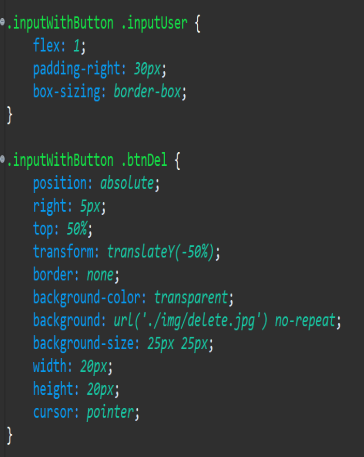 .inputWithButton .inputUser {
flex: 1;
padding-right: 30px;
box-sizing: border-box;
}
.inputWithButton .btnDel {
position: absolute;
right: 5px;
top: 50%;
transform: translateY(-50%);
border: none;
background-color: transparent;
background: url('./img/delete.jpg') no-repeat;
background-size: 25px 25px;
width: 20px;
height: 20px;
cursor: pointer;
}